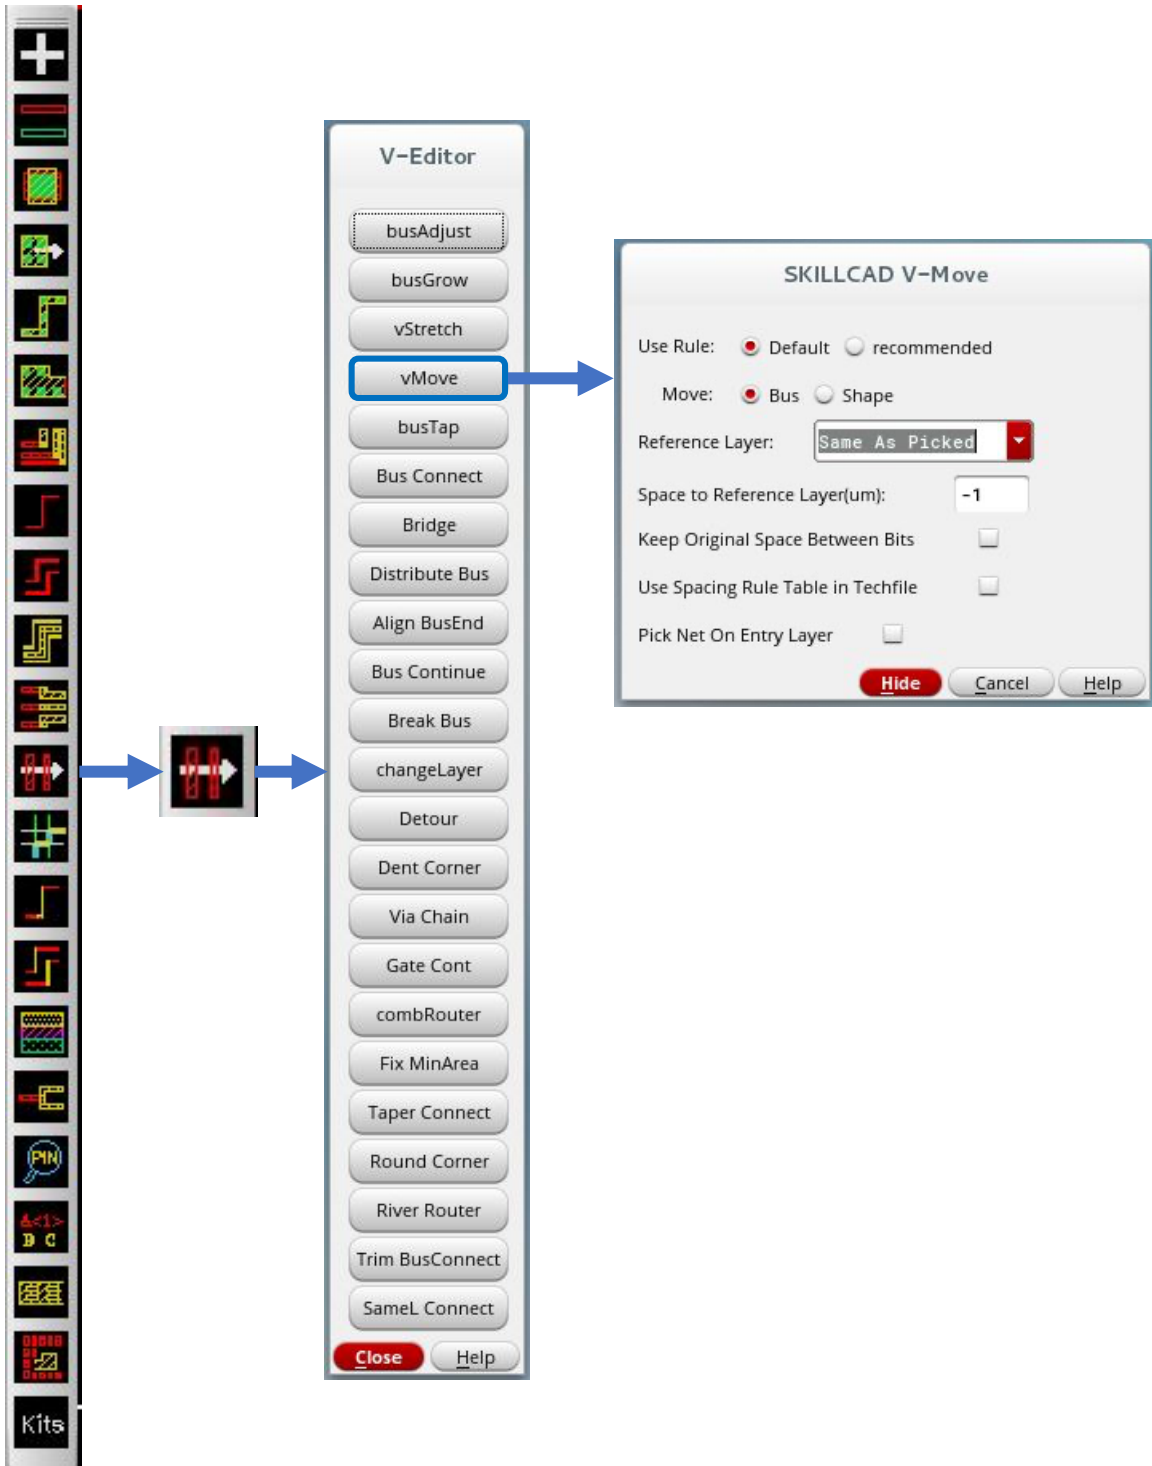 PIN
A<1>
B C
Kits
V-Editor
busAdjust
busGrow
vStretch
vMove
busTap
Bus Connect
Bridge
Distribute Bus
Align BusEnd
Bus Continue
Break Bus
changeLayer
Detour
Dent Corner
Via Chain
Gate Cont
combRouter
Fix MinArea
Taper Connect
Round Corner
River Router
Trim BusConnect
SameL Connect
Close Help
SKILLCAD V-Move
Use Rule: Default recommended
Move: Bus Shape
Reference Layer: Same As Picked
Space to Reference Layer(um): -1
Keep Original Space Between Bits
Use Spacing Rule Table in Techfile
Pick Net On Entry Layer
Hide Cancel Help